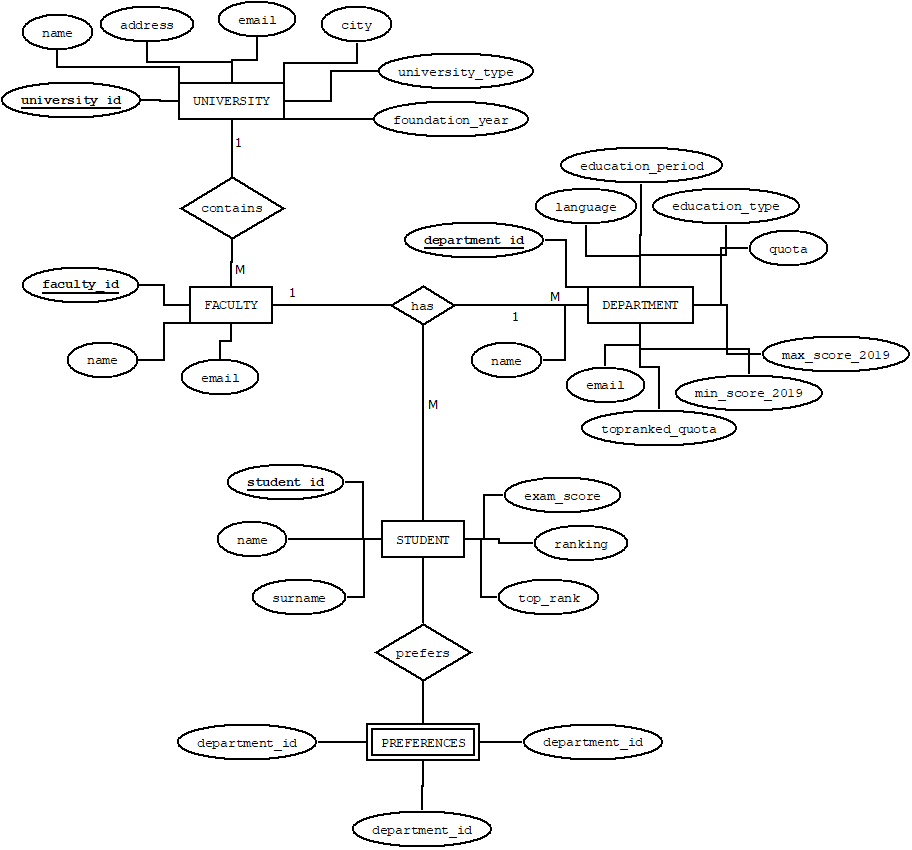 email
city
address
name
university_type
university_id
UNIVERSITY
foundation_year
1
education_period
contains
language
education_type
department_id
quota
M
faculty_id
1
M
FACULTY
has
DEPARTMENT
1
name
name
max_score_2019
email
email
min_score_2019
M
topranked_quota
student_id
exam_score
name
STUDENT
ranking
surname
top_rank
prefers
department_id
PREFERENCES
department_id
department_id